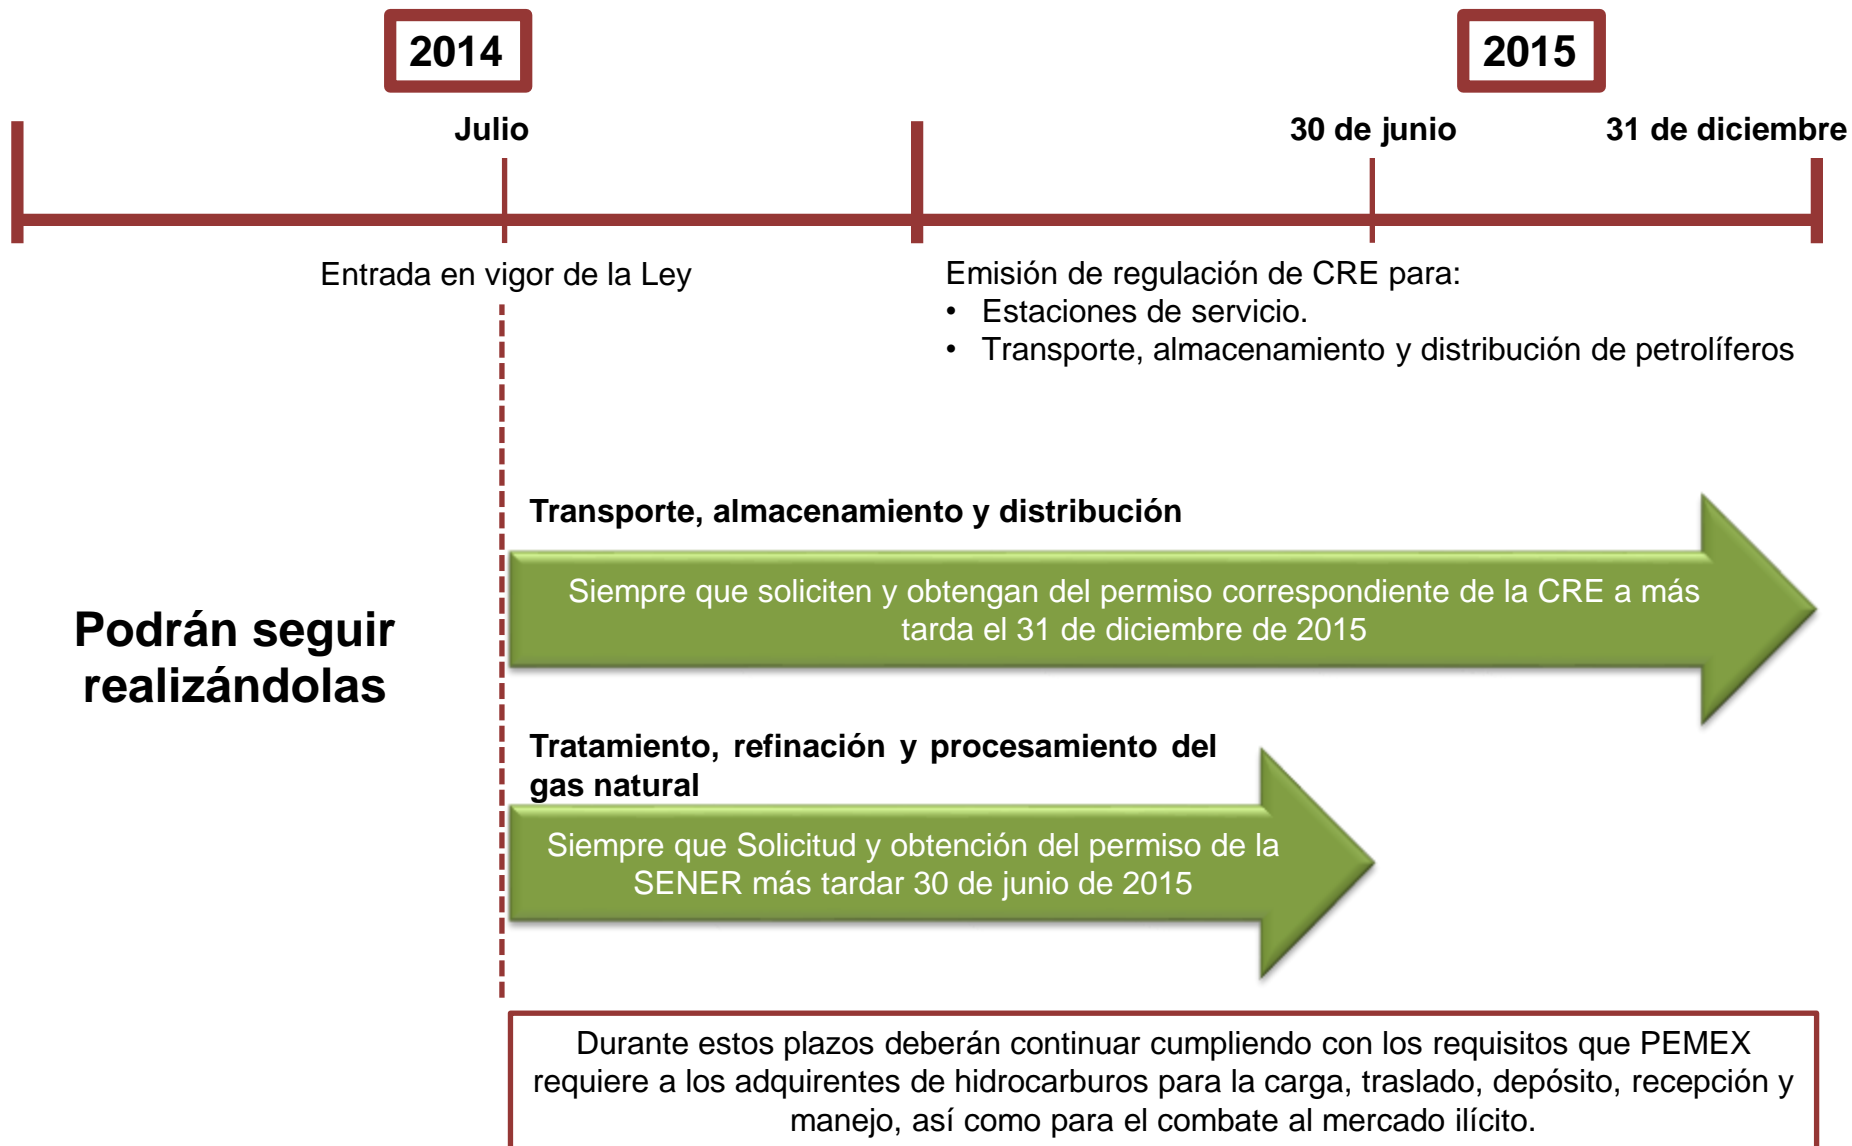 2014
2015
Julio
30 de junio
31 de diciembre
Entrada en vigor de la Ley
Emisión de regulación de CRE para:
• Estaciones de servicio.
• Transporte, almacenamiento y distribución de petrolíferos
Transporte, almacenamiento y distribución
Siempre que soliciten y obtengan del permiso correspondiente de la CRE a más
tarda el 31 de diciembre de 2015
Podrán seguir
realizándolas
Tratamiento, refinación y procesamiento del
gas natural
Siempre que Solicitud y obtención del permiso de la
SENER más tardar 30 de junio de 2015
Durante estos plazos deberán continuar cumpliendo con los requisitos que PEMEX
requiere a los adquirentes de hidrocarburos para la carga, traslado, depósito, recepción y
manejo, así como para el combate al mercado ilícito.